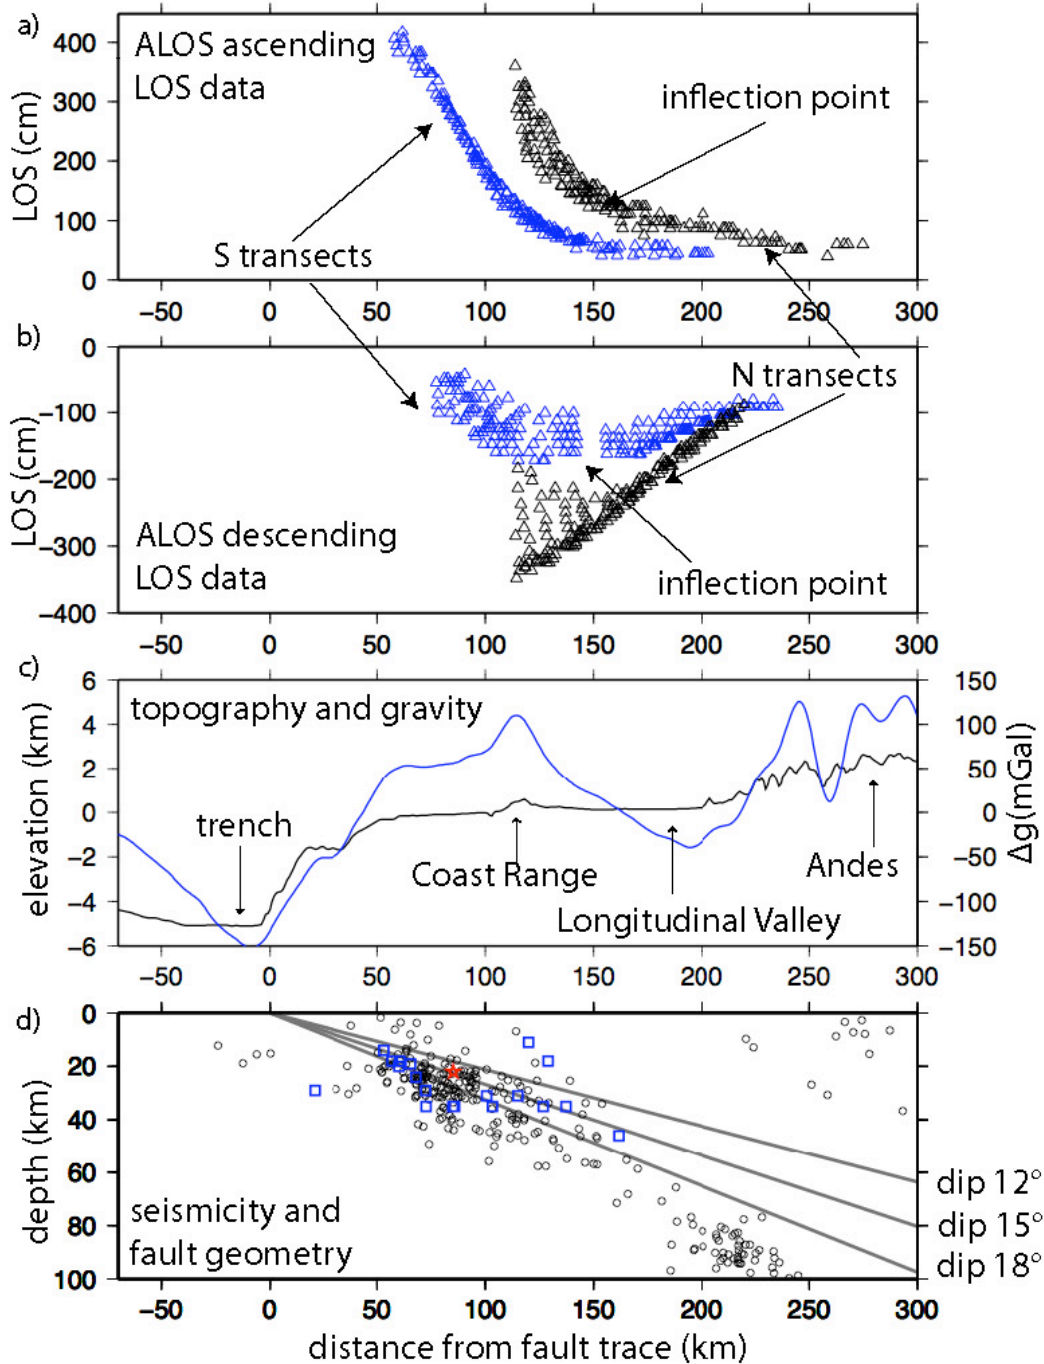 a)
400
300
200
100
0
LOS (cm)
ALOS ascending
LOS data
inflection point
S transects
−50 0 50 100 150 200 250 300
b)
0
−100
−200
−300
−400
LOS (cm)
N transects
ALOS descending
LOS data
inflection point
−50 0 50 100 150 200 250 300
c)
6
4
2
0
−2
−4
−6
elevation (km)
topography and gravity
trench
Coast Range
Longitudinal Valley
Andes
150
100
50
0
−50
−100
−150
Δg(mGal)
−50 0 50 100 150 200 250 300
d)
0
20
40
60
80
100
depth (km)
seismicity and
fault geometry
dip 12°
dip 15°
dip 18°
−50 0 50 100 150 200 250 300
distance from fault trace (km)